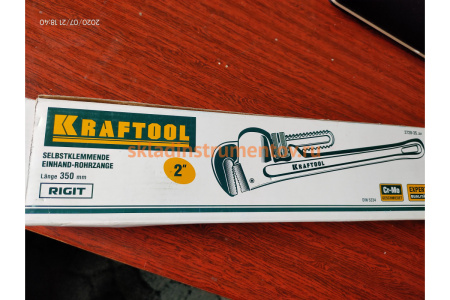 2020/07/21 18:40
KRAFTOOL
SELBSTKLEMMENDE
EINHAND-ROHRZANGE
Länge 350 mm
RIGIT
2"
KRAFTOOL
skladinstrumentov.ru
Cr-Mo
EXPERT